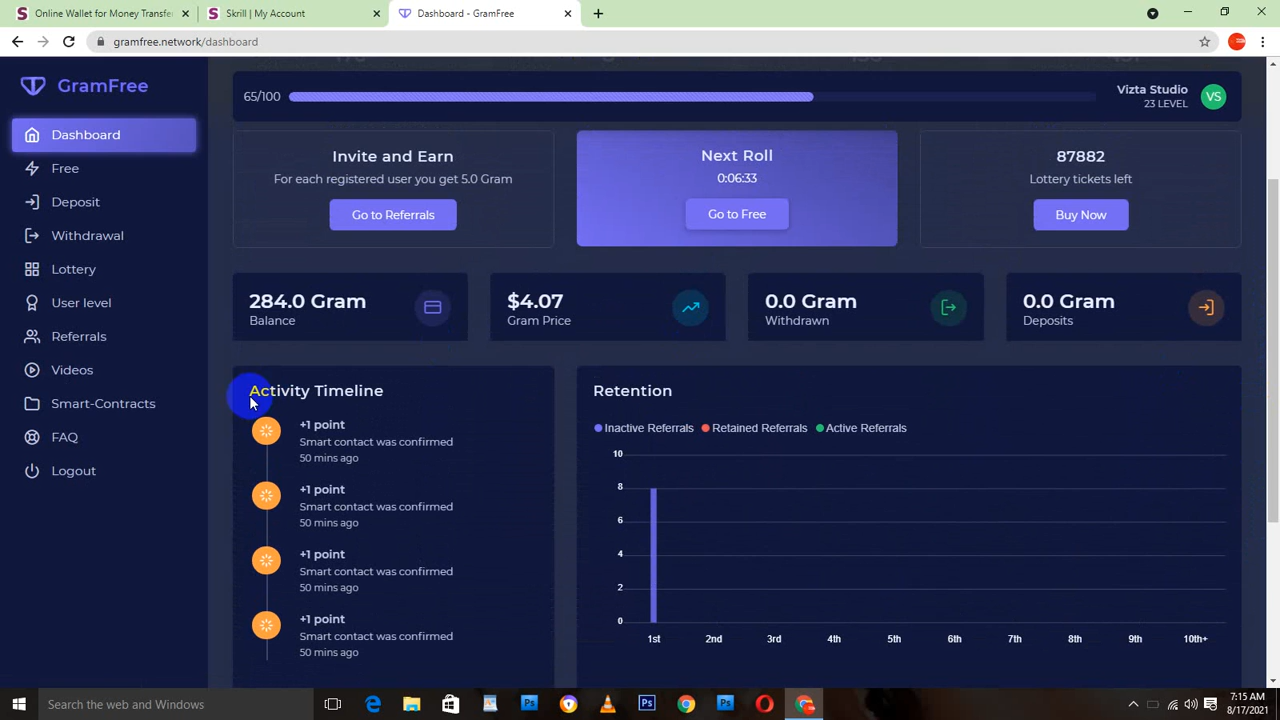 Online Wallet for Money Transfer
Skrill | My Account
Dashboard - GramFree
gramfree.network/dashboard
GramFree
65/100
Vizta Studio
23 LEVEL
VS
Dashboard
Free
Deposit
Withdrawal
Lottery
User level
Referrals
Videos
Smart-Contracts
FAQ
Logout
Invite and Earn
For each registered user you get 5.0 Gram
Go to Referrals
Next Roll
0:06:33
Go to Free
87882
Lottery tickets left
Buy Now
284.0 Gram
Balance
$4.07
Gram Price
0.0 Gram
Withdrawn
0.0 Gram
Deposits
Activity Timeline
+1 point
Smart contact was confirmed
50 mins ago
+1 point
Smart contact was confirmed
50 mins ago
+1 point
Smart contact was confirmed
50 mins ago
+1 point
Smart contact was confirmed
50 mins ago
Retention
Inactive Referrals Retained Referrals Active Referrals
10
8
6
4
2
0
1st 2nd 3rd 4th 5th 6th 7th 8th 9th 10th+
Search the web and Windows
7:15 AM
8/17/2021